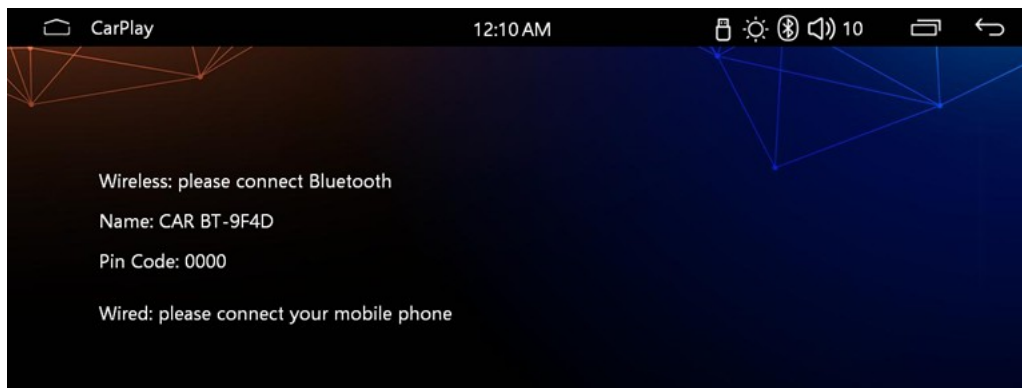 CarPlay 12:10 AM 10
Wireless: please connect Bluetooth
Name: CAR BT-9F4D
Pin Code: 0000
Wired: please connect your mobile phone